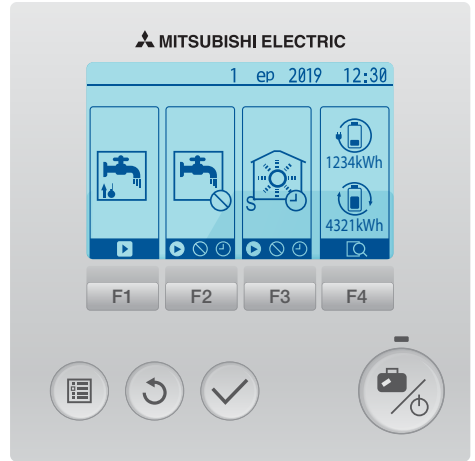 MITSUBISHI ELECTRIC
1 ep 2019 12:30
1234kWh
S
4321kWh
F1 F2 F3 F4